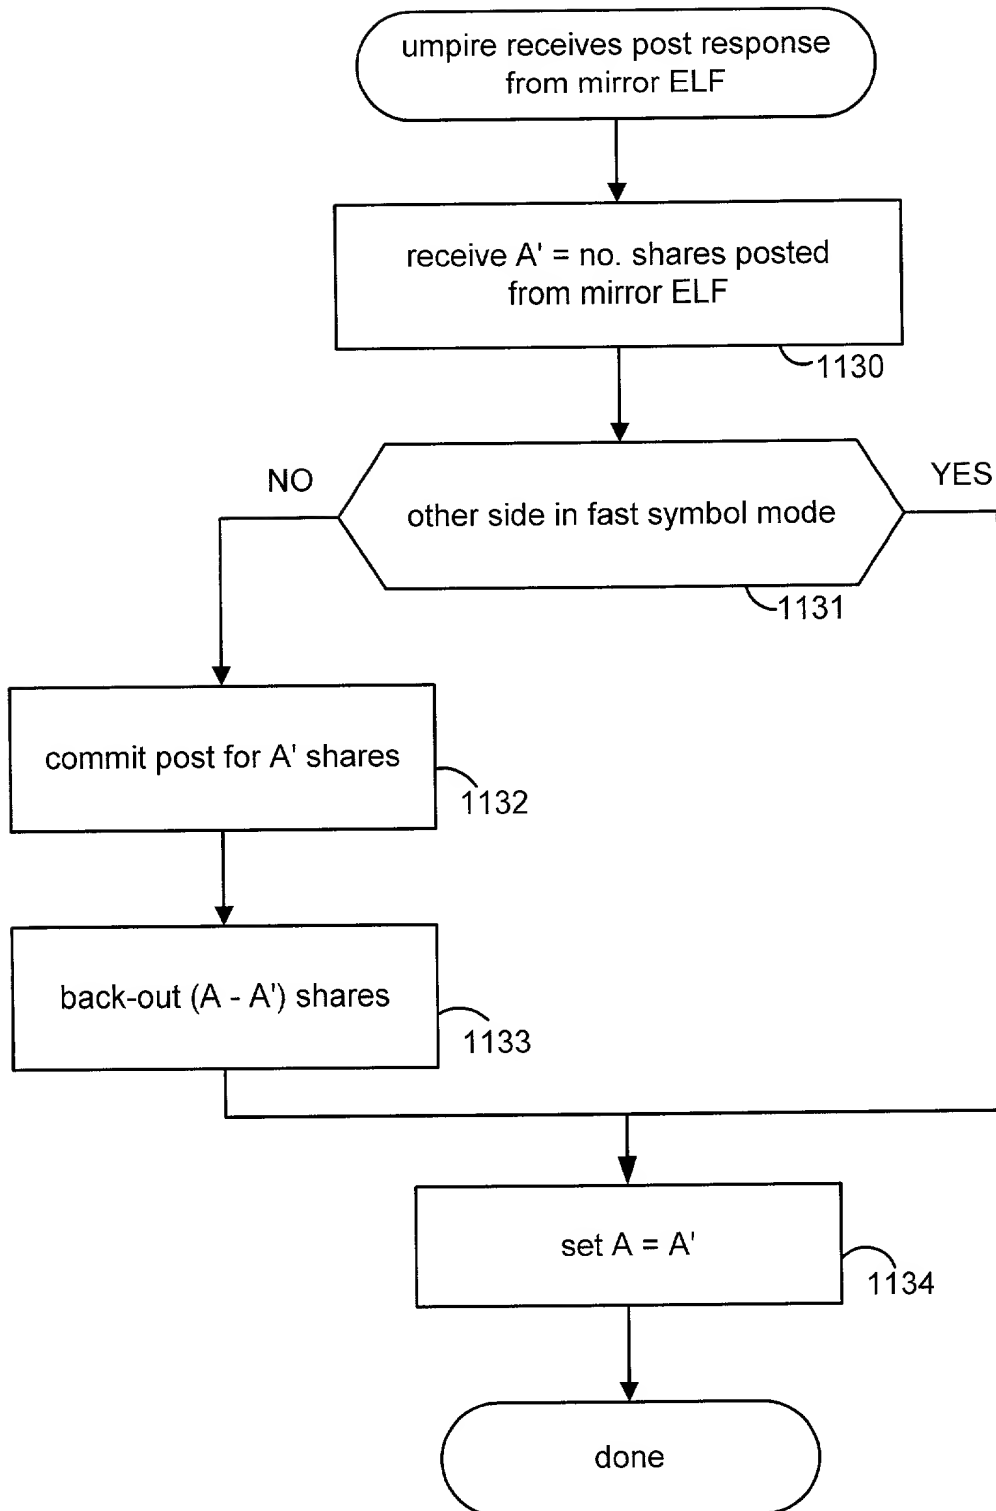 umpire receives post response
from mirror ELF
receive A' = no. shares posted
from mirror ELF
1130
NO
YES
other side in fast symbol mode
1131
commit post for A' shares
1132
back-out (A - A') shares
1133
set A = A'
1134
done